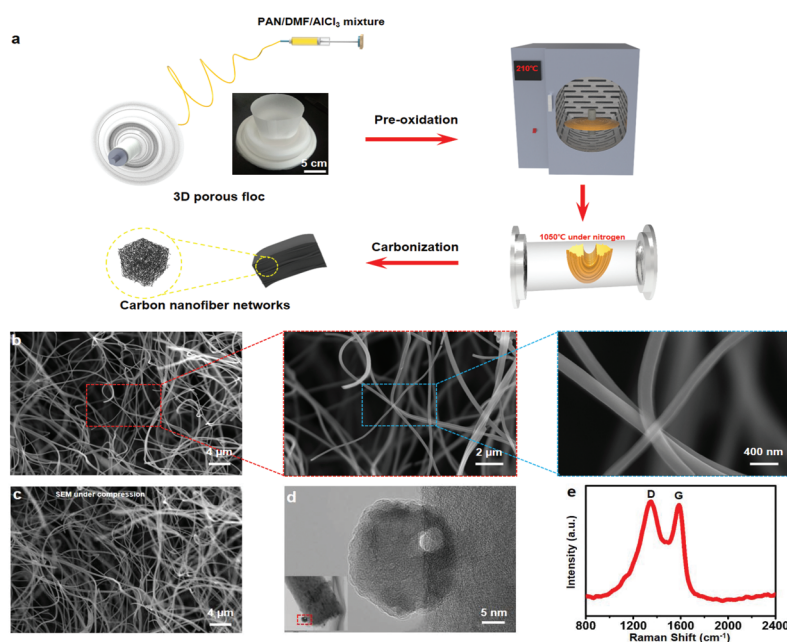 a
PAN/DMF/AlCl₃ mixture
210℃
5 cm
Pre-oxidation
3D porous floc
1050℃ under nitrogen
Carbonization
Carbon nanofiber networks
b
4 μm
2 μm
400 nm
c
SEM under compression
4 μm
d
5 nm
e
D
G
Intensity (a.u.)
800
1200
1600
2000
2400
Raman Shift (cm⁻¹)